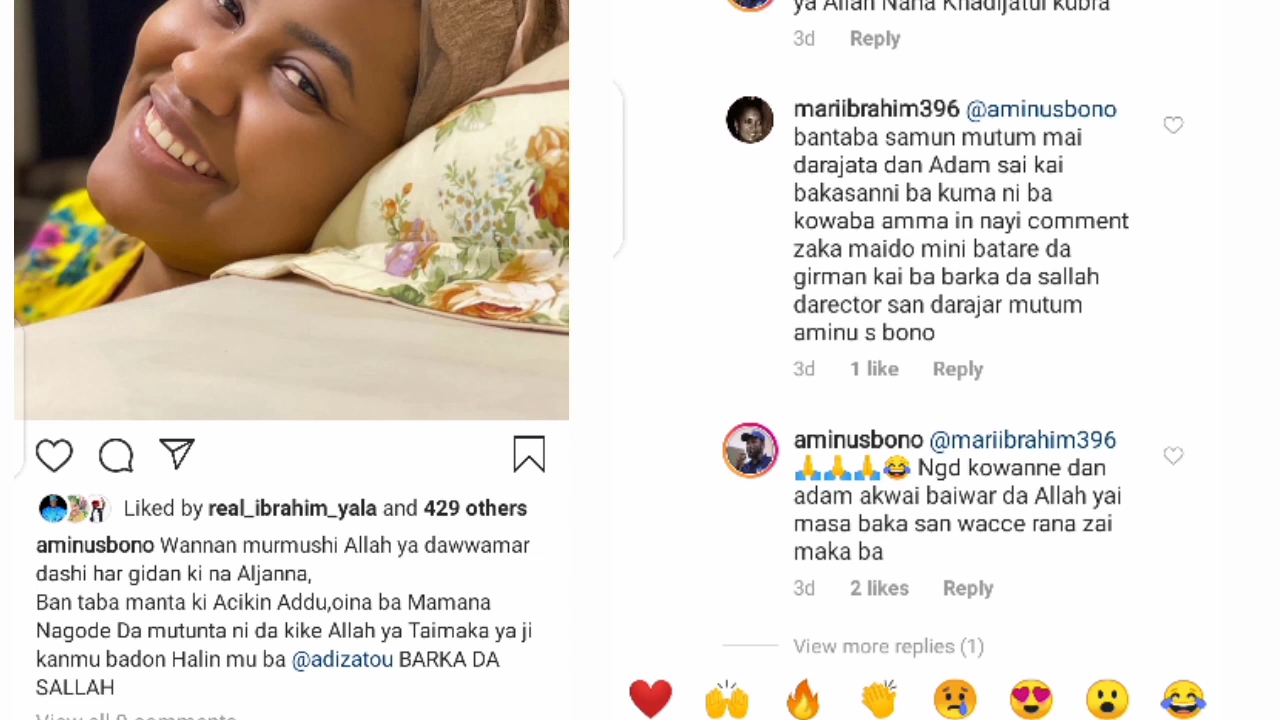 Liked by real_ibrahim_yala and 429 others
aminusbono Wannan murmushi Allah ya dawwamar
dashi har gidan ki na Aljanna,
Ban taba manta ki Acikin Addu,oina ba Mamana
Nagode Da mutunta ni da kike Allah ya Taimaka ya ji
kanmu badon Halin mu ba @adizatou BARKA DA
SALLAH
View all 9 comments
ya Allah Nana Khadijatul kubra
3d Reply
mariibrahim396 @aminusbono
bantaba samun mutum mai
darajata dan Adam sai kai
bakasanni ba kuma ni ba
kowaba amma in nayi comment
zaka maido mini batare da
girman kai ba barka da sallah
darector san darajar mutum
aminu s bono
3d 1 like Reply
aminusbono @mariibrahim396
🙏🙏🙏😂 Ngd kowanne dan
adam akwai baiwar da Allah yai
masa baka san wacce rana zai
maka ba
3d 2 likes Reply
View more replies (1)